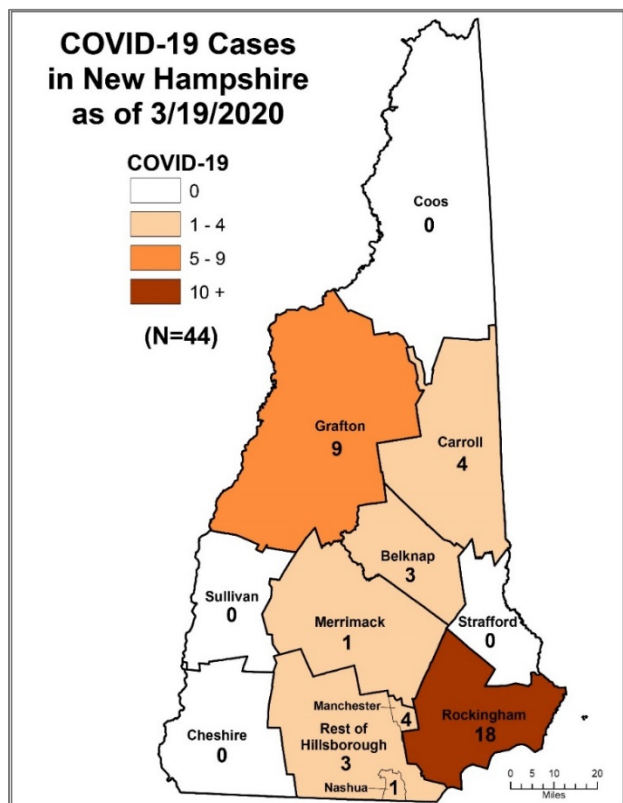 COVID-19 Cases
in New Hampshire
as of 3/19/2020
COVID-19
0
1 - 4
5 - 9
10 +
(N=44)
Coos
0
Grafton
9
Carroll
4
Belknap
3
Sullivan
0
Merrimack
1
Strafford
0
Cheshire
0
Manchester
4
Rest of
Hillsborough
3
Nashua
1
Rockingham
18
0 5 10 20
Miles